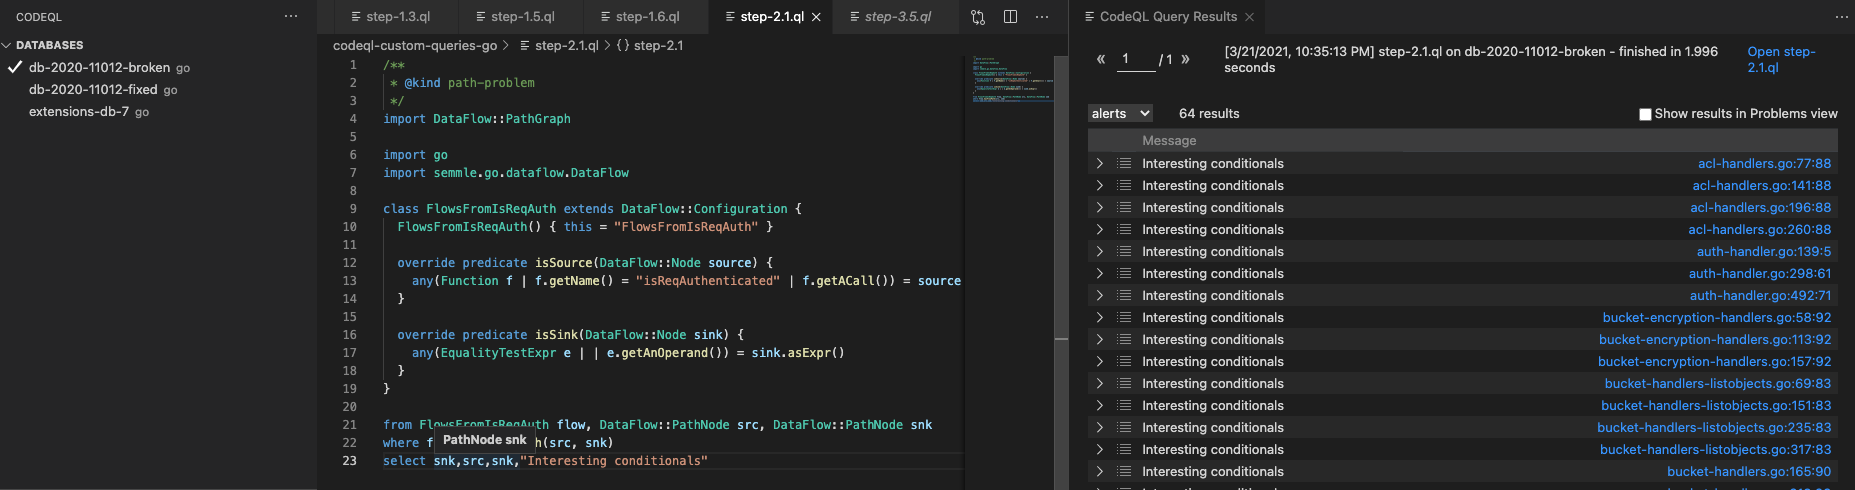 CODEQL
DATABASES
db-2020-11012-broken go
db-2020-11012-fixed go
extensions-db-7 go
step-1.3.ql step-1.5.ql step-1.6.ql step-2.1.ql step-3.5.ql
codeql-custom-queries-go > step-2.1.ql > {} step-2.1
1 /**
2 * @kind path-problem
3 */
4 import DataFlow::PathGraph
5
6 import go
7 import semmle.go.dataflow.DataFlow
8
9 class FlowsFromIsReqAuth extends DataFlow::Configuration {
10 FlowsFromIsReqAuth() { this = "FlowsFromIsReqAuth" }
11
12 override predicate isSource(DataFlow::Node source) {
13 any(Function f | f.getName() = "isReqAuthenticated" | f.getACall()) = source
14 }
15
16 override predicate isSink(DataFlow::Node sink) {
17 any(EqualityTestExpr e | | e.getAnOperand()) = sink.asExpr()
18 }
19 }
20
21 from FlowsFromIsReqAuth flow, DataFlow::PathNode src, DataFlow::PathNode snk
PathNode snk
22 where f h(src, snk)
23 select snk,src,snk,"Interesting conditionals"
CodeQL Query Results
« 1 / 1 »
[3/21/2021, 10:35:13 PM] step-2.1.ql on db-2020-11012-broken - finished in 1.996
seconds
Open step-
2.1.ql
alerts 64 results Show results in Problems view
Message
Interesting conditionals acl-handlers.go:77:88
Interesting conditionals acl-handlers.go:141:88
Interesting conditionals acl-handlers.go:196:88
Interesting conditionals acl-handlers.go:260:88
Interesting conditionals auth-handler.go:139:5
Interesting conditionals auth-handler.go:298:61
Interesting conditionals auth-handler.go:492:71
Interesting conditionals bucket-encryption-handlers.go:58:92
Interesting conditionals bucket-encryption-handlers.go:113:92
Interesting conditionals bucket-encryption-handlers.go:157:92
Interesting conditionals bucket-handlers-listobjects.go:69:83
Interesting conditionals bucket-handlers-listobjects.go:151:83
Interesting conditionals bucket-handlers-listobjects.go:235:83
Interesting conditionals bucket-handlers-listobjects.go:317:83
Interesting conditionals bucket-handlers.go:165:90